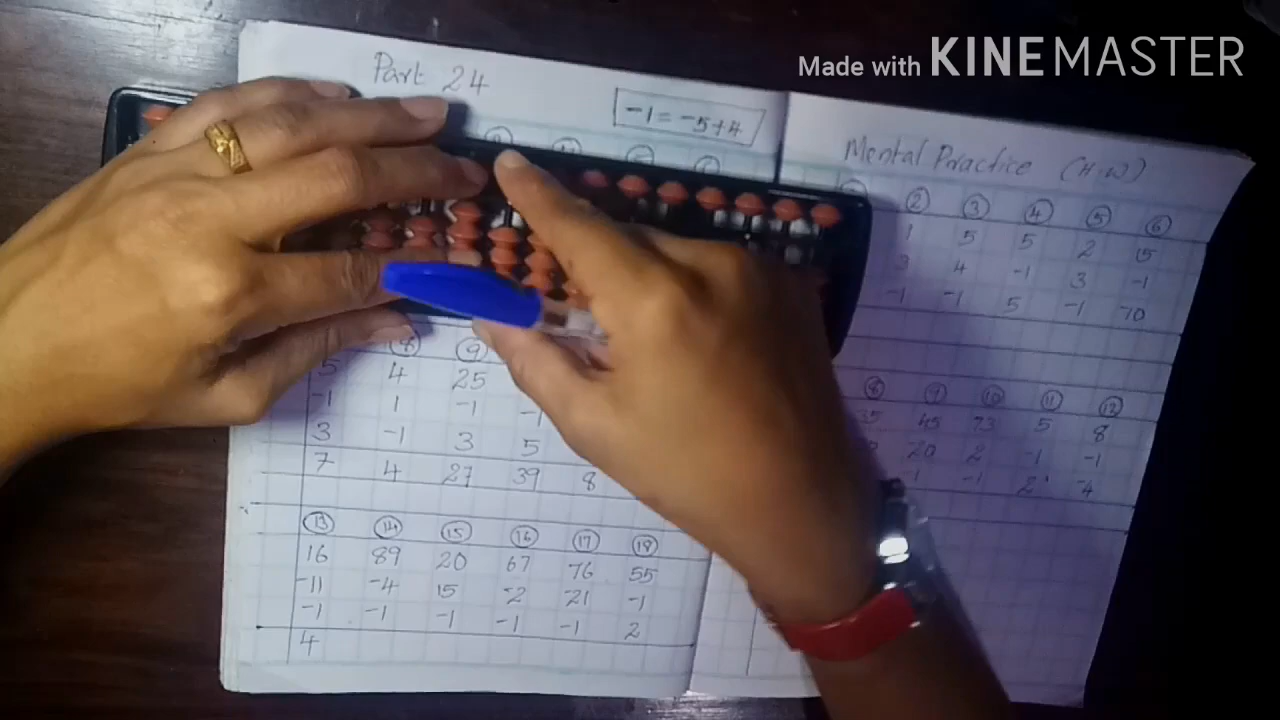 Made with KINEMASTER
Part 24
-1 = -5+4
Mental Practice (H.W)
② ③ ④ ⑤ ⑥
1 5 5 2 15
3 4 -1 3 -1
-1 -1 5 -1 70
⑧ ⑨
5 4 25
-1 1 -1 -1
3 -1 3 5
7 4 27 39 8
⑧ ⑨ ⑩ ⑪ ⑫
35 45 73 5 8
20 2 -1 -1
-1 -1 2 -4
⑬ ⑭ ⑮ ⑯ ⑰ ⑱
16 89 20 67 76 55
-11 -4 15 -2 -21 -1
-1 -1 -1 -1 -1 2
4